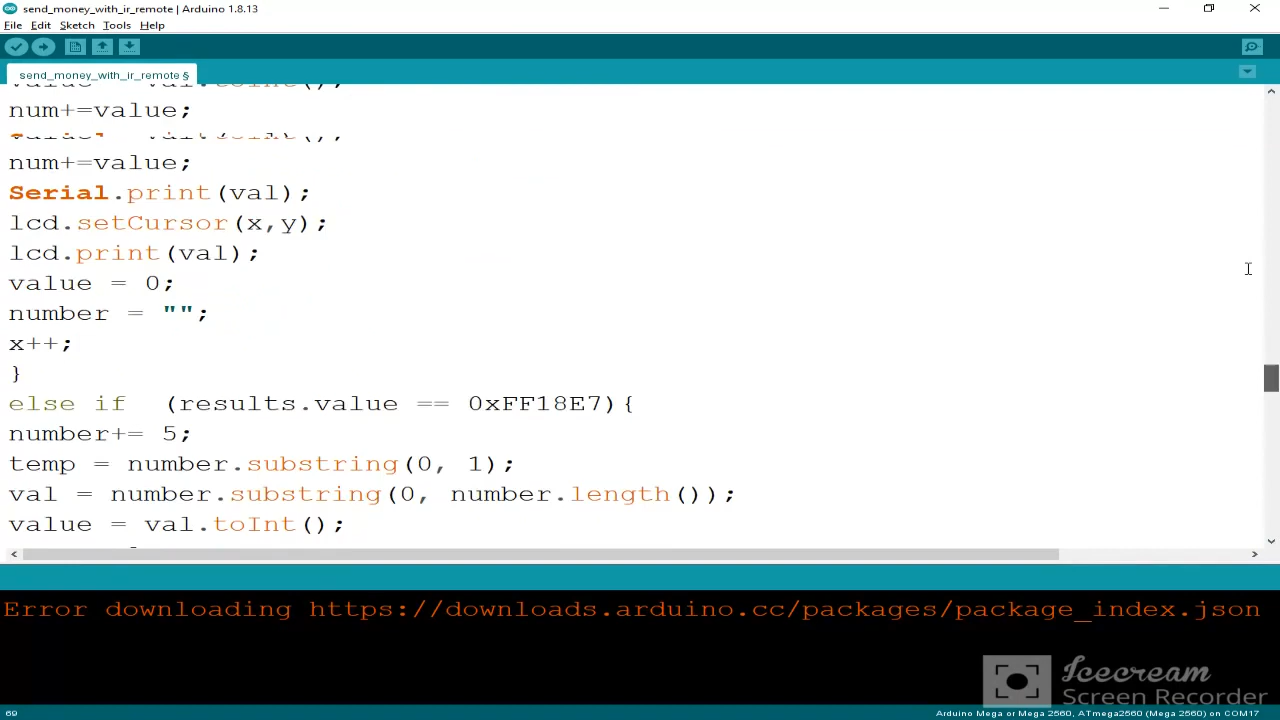 send_money_with_ir_remote | Arduino 1.8.13
File Edit Sketch Tools Help
send_money_with_ir_remote §
num+=value;
num+=value;
Serial.print(val);
lcd.setCursor(x,y);
lcd.print(val);
value = 0;
number = "";
x++;
}
else if  (results.value == 0xFF18E7){
number+= 5;
temp = number.substring(0, 1);
val = number.substring(0, number.length());
value = val.toInt();
Error downloading https://downloads.arduino.cc/packages/package_index.json
Icecream
Screen Recorder
69
Arduino Mega or Mega 2560, ATmega2560 (Mega 2560) on COM17